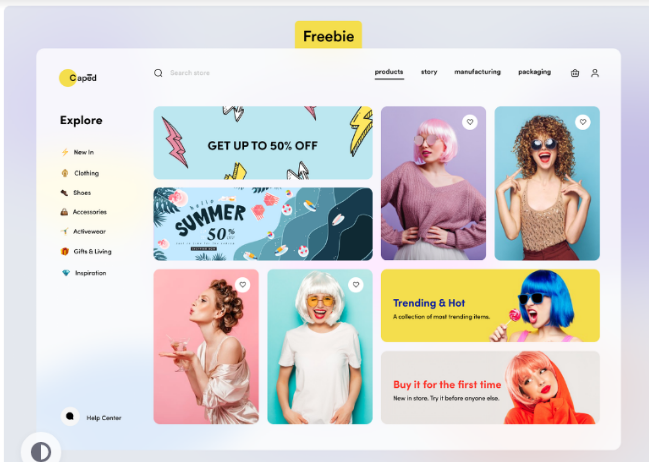 Freebie
Capēd
Search store
products
story
manufacturing
packaging
Explore
New In
Clothing
Shoes
Accessories
Activewear
Gifts & Living
Inspiration
Help Center
GET UP TO 50% OFF
hello
SUMMER
50%
Trending & Hot
A collection of most trending items.
Buy it for the first time
New in store. Try it before anyone else.